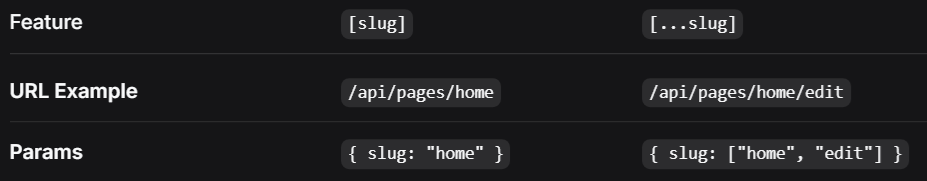 Feature [slug] [...slug]
URL Example /api/pages/home /api/pages/home/edit
Params { slug: "home" } { slug: ["home", "edit"] }